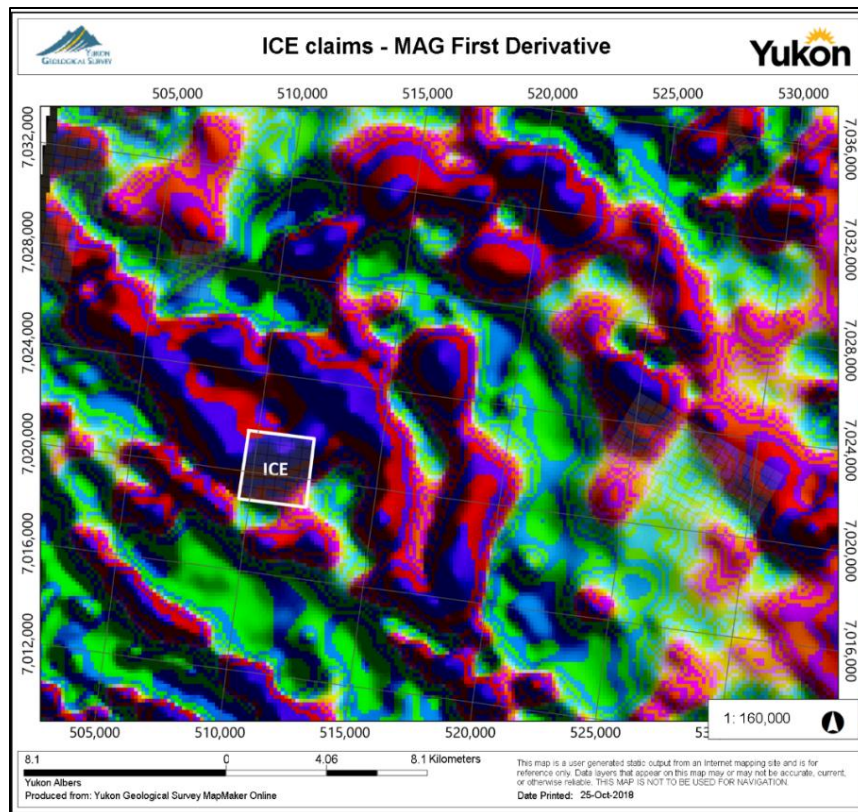 YUKON
GEOLOGICAL SURVEY
ICE claims - MAG First Derivative
Yukon
505,000 510,000 515,000 520,000 525,000 530,000
7,032,000
7,028,000
7,024,000
7,020,000
7,016,000
7,012,000
ICE
7,036,000
7,032,000
7,028,000
7,024,000
7,020,000
7,016,000
505,000 510,000 515,000 520,000 525,000
1: 160,000
8.1 0 4.06 8.1 Kilometers
Yukon Albers
Produced from: Yukon Geological Survey MapMaker Online
This map is a user generated static output from an Internet mapping site and is for
reference only. Data layers that appear on this map may or may not be accurate, current,
or otherwise reliable. THIS MAP IS NOT TO BE USED FOR NAVIGATION.
Date Printed: 25-Oct-2018